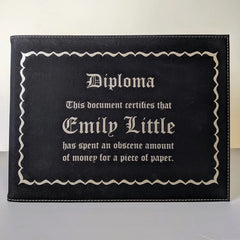 Diploma
This document certifies that
Emily Little
has spent an obscene amount
of money for a piece of paper.